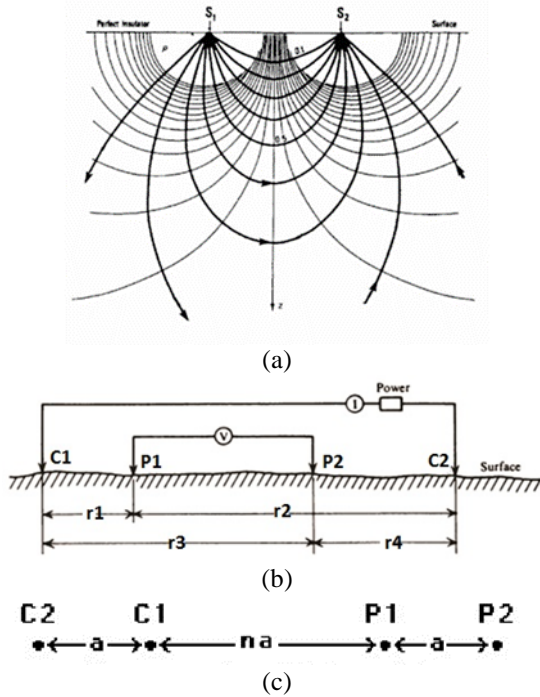 S1 S2
Perfect Insulator Surface
ρ 0.1
0.5
z
(a)
Power
I
V
C1 P1 P2 C2 Surface
r1 r2
r3 r4
(b)
C2 C1 P1 P2
a na a
(c)